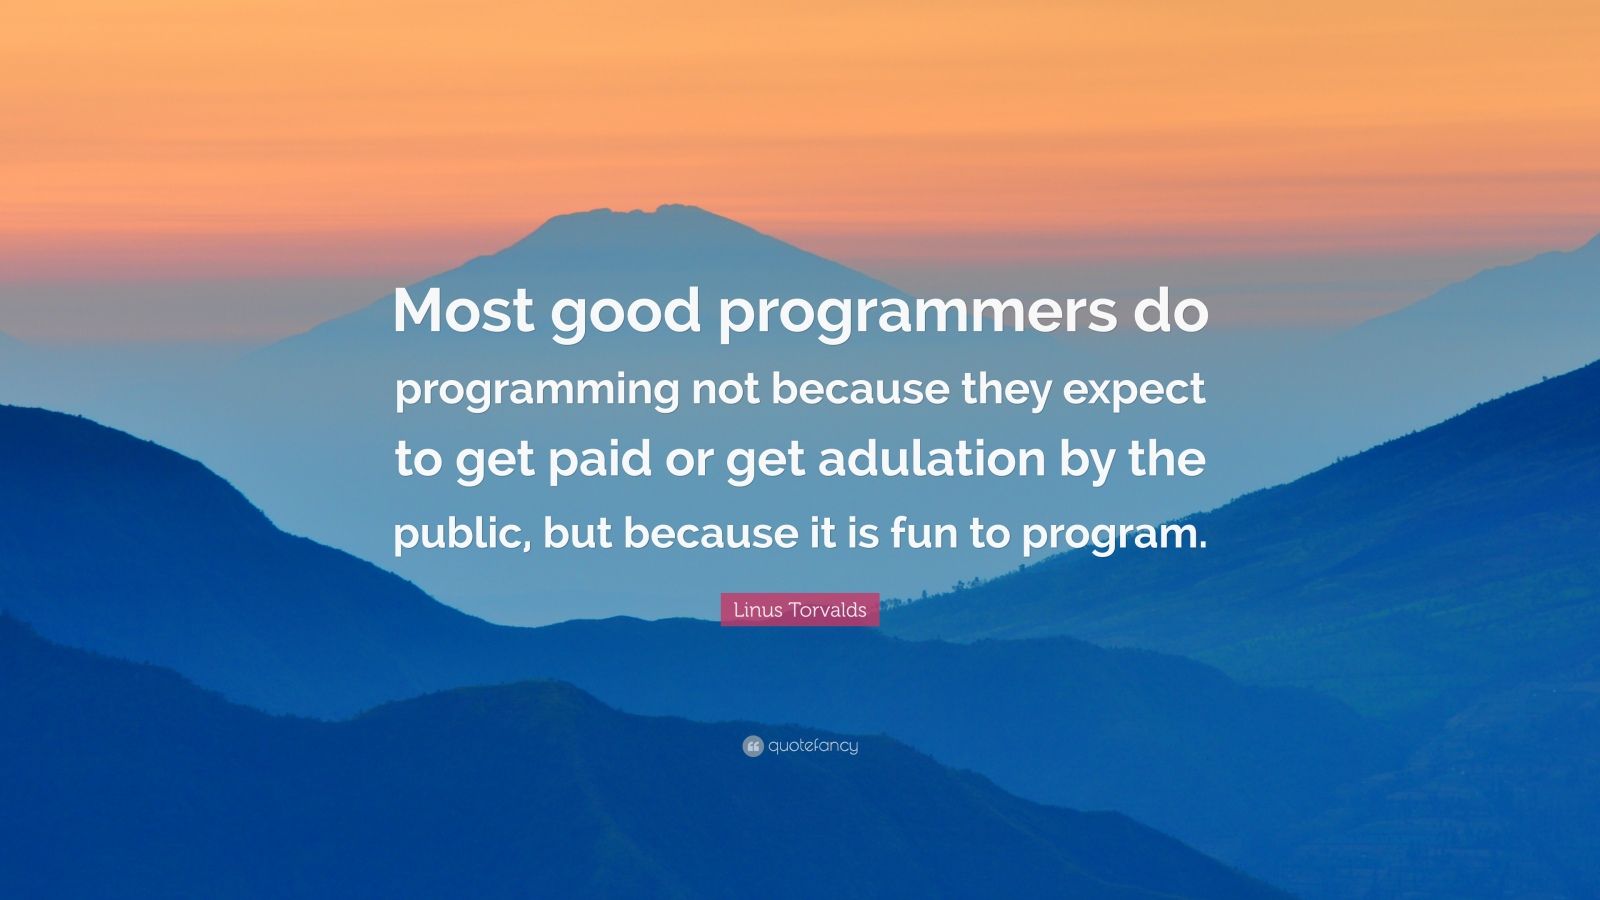 Most good programmers do
programming not because they expect
to get paid or get adulation by the
public, but because it is fun to program.
Linus Torvalds
quotefancy